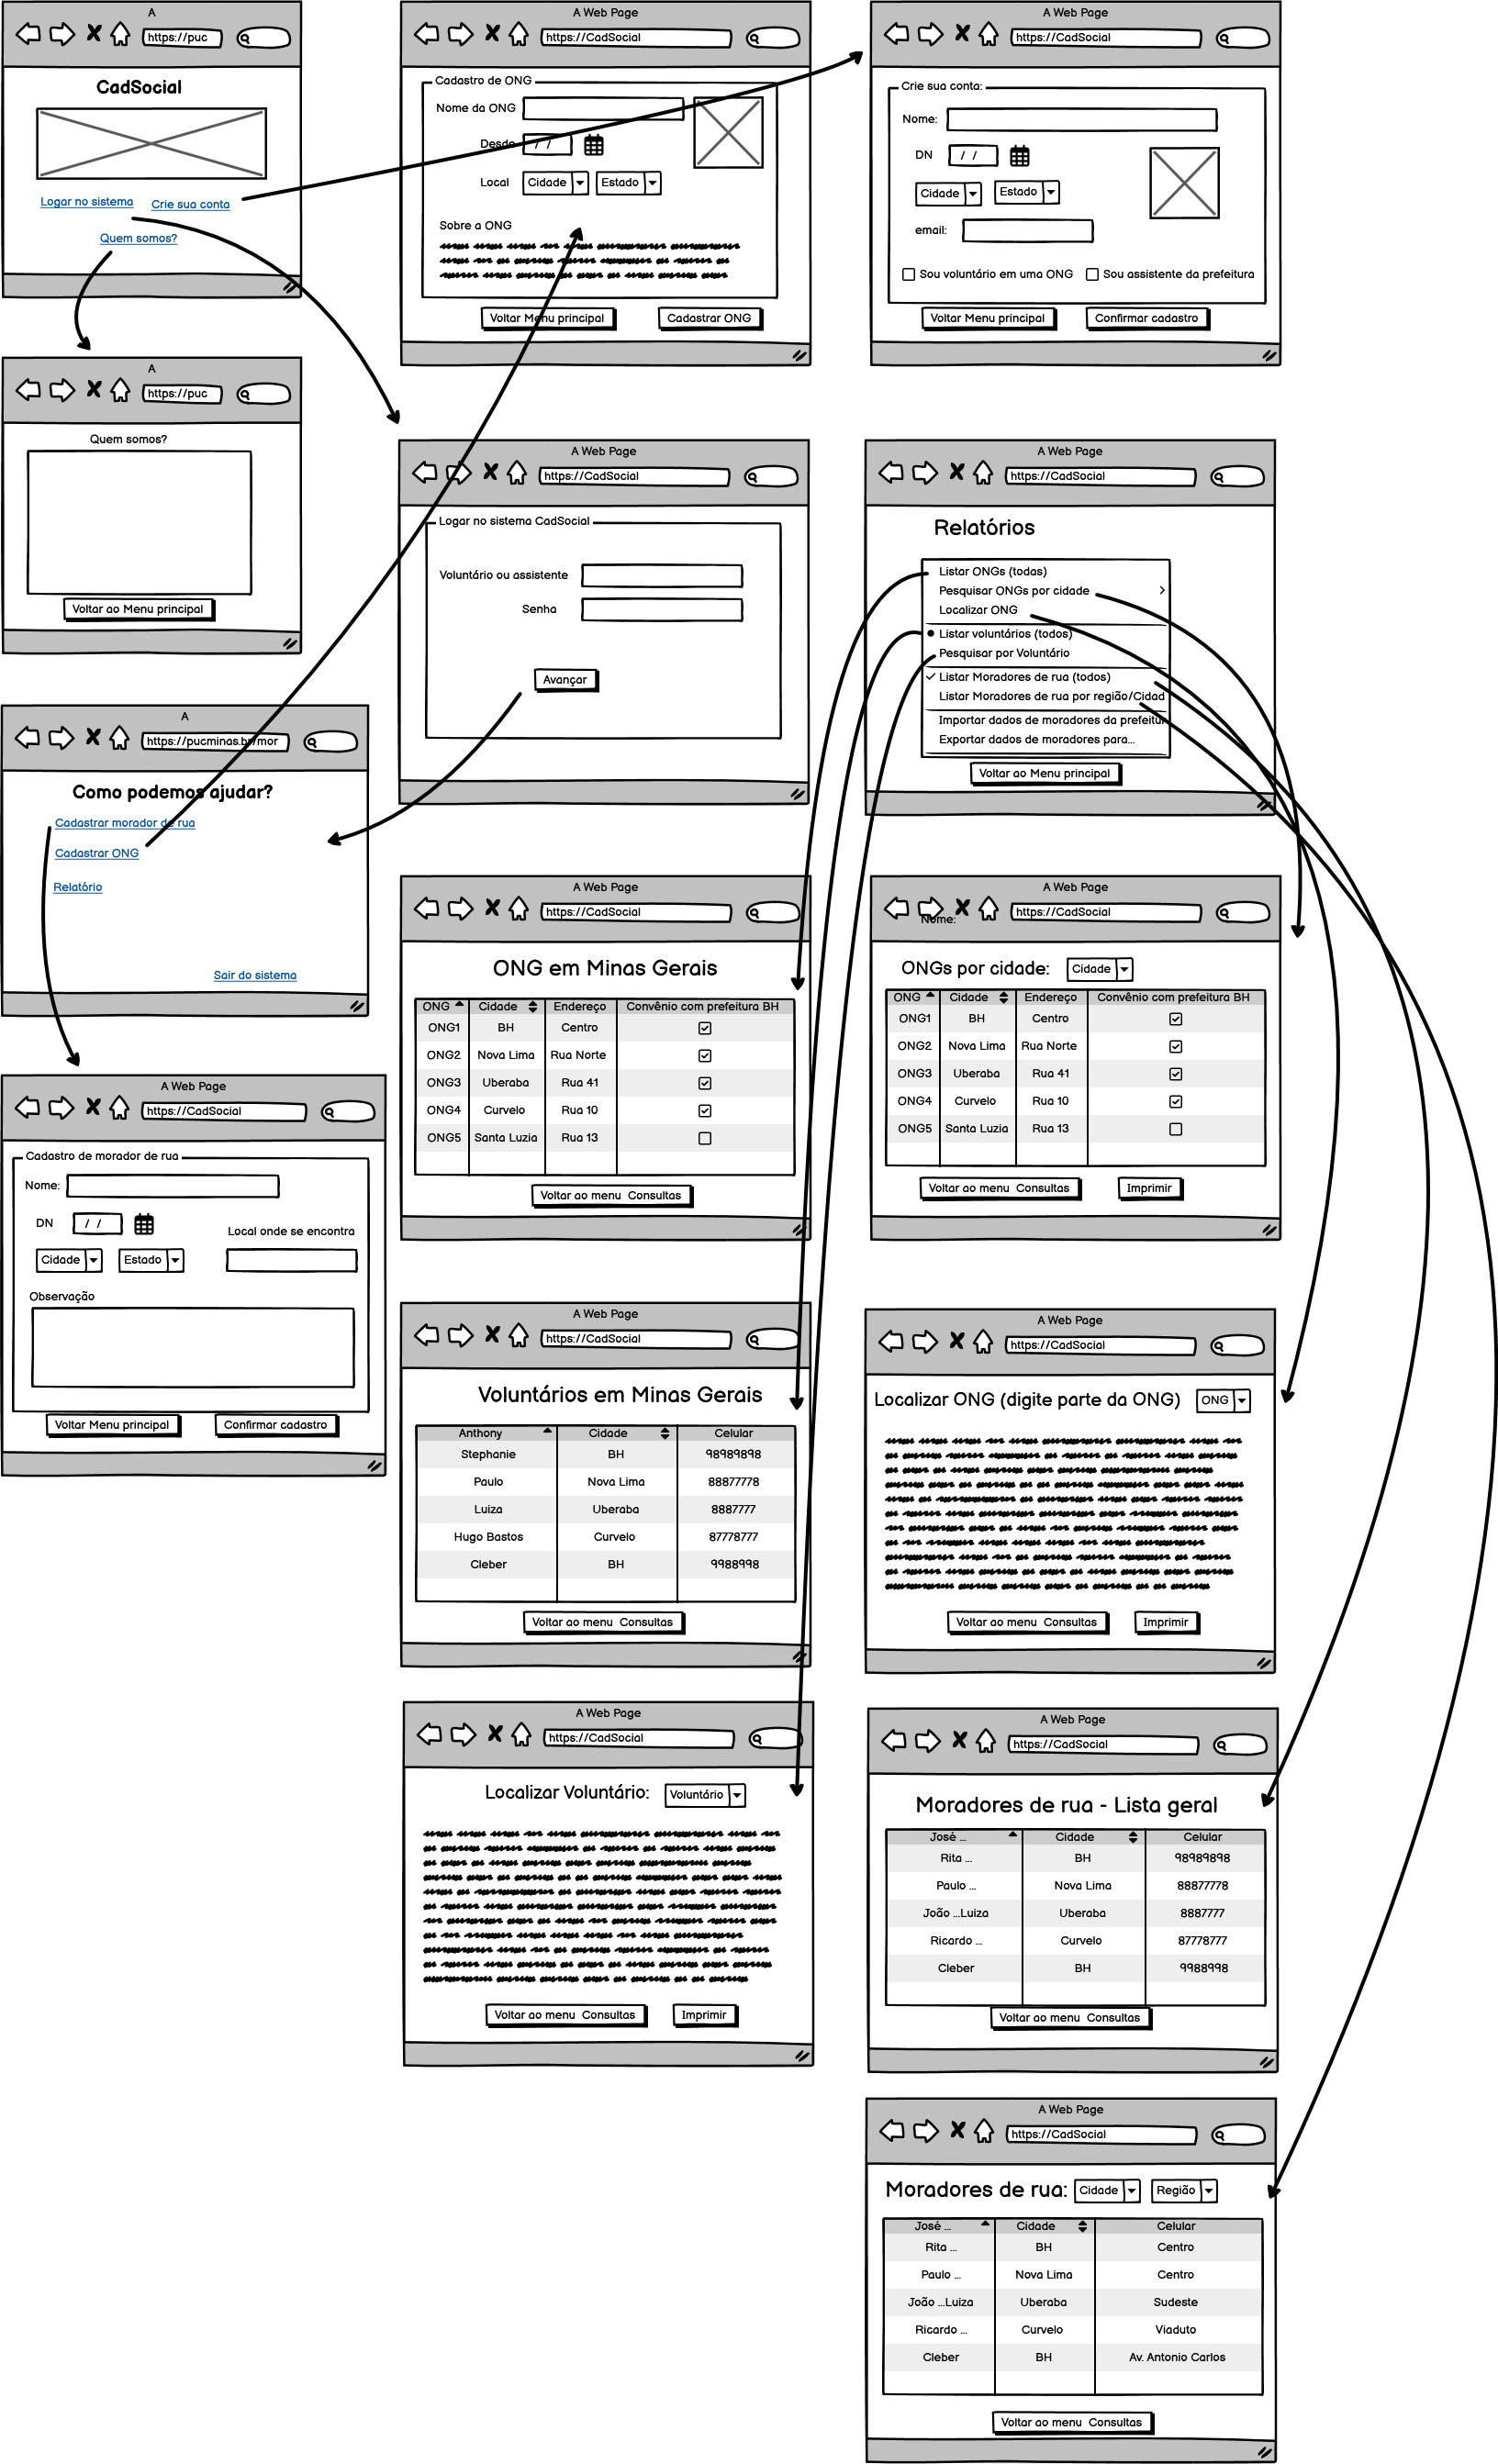 A
https://puc
CadSocial
Logar no sistema
Crie sua conta
Quem somos?
A Web Page
https://CadSocial
Cadastro de ONG
Nome da ONG
Desde
/ /
Local
Cidade
Estado
Sobre a ONG
Voltar Menu principal
Cadastrar ONG
A Web Page
https://CadSocial
Crie sua conta:
Nome:
DN
/ /
Cidade
Estado
email:
Sou voluntário em uma ONG
Sou assistente da prefeitura
Voltar Menu principal
Confirmar cadastro
A
https://puc
Quem somos?
Voltar ao Menu principal
A Web Page
https://CadSocial
Logar no sistema CadSocial
Voluntário ou assistente
Senha
Avançar
A Web Page
https://CadSocial
Relatórios
Listar ONGs (todas)
Pesquisar ONGs por cidade
Localizar ONG
Listar voluntários (todos)
Pesquisar por Voluntário
Listar Moradores de rua (todos)
Listar Moradores de rua por região/Cidad
Importar dados de moradores da prefeitur
Exportar dados de moradores para...
Voltar ao Menu principal
A
https://pucminas.br/mor
Como podemos ajudar?
Cadastrar morador de rua
Cadastrar ONG
Relatório
Sair do sistema
A Web Page
https://CadSocial
ONG em Minas Gerais
ONG Cidade Endereço Convênio com prefeitura BH
ONG1 BH Centro
ONG2 Nova Lima Rua Norte
ONG3 Uberaba Rua 41
ONG4 Curvelo Rua 10
ONG5 Santa Luzia Rua 13
Voltar ao menu Consultas
A Web Page
https://CadSocial
Nome:
ONGs por cidade:
Cidade
ONG Cidade Endereço Convênio com prefeitura BH
ONG1 BH Centro
ONG2 Nova Lima Rua Norte
ONG3 Uberaba Rua 41
ONG4 Curvelo Rua 10
ONG5 Santa Luzia Rua 13
Voltar ao menu Consultas
Imprimir
A Web Page
https://CadSocial
Cadastro de morador de rua
Nome:
DN
/ /
Local onde se encontra
Cidade
Estado
Observação
Voltar Menu principal
Confirmar cadastro
A Web Page
https://CadSocial
Voluntários em Minas Gerais
Anthony Cidade Celular
Stephanie BH 98989898
Paulo Nova Lima 88877778
Luiza Uberaba 8887777
Hugo Bastos Curvelo 87778777
Cleber BH 9988998
Voltar ao menu Consultas
A Web Page
https://CadSocial
Localizar ONG (digite parte da ONG)
ONG
Voltar ao menu Consultas
Imprimir
A Web Page
https://CadSocial
Localizar Voluntário:
Voluntário
Voltar ao menu Consultas
Imprimir
A Web Page
https://CadSocial
Moradores de rua - Lista geral
José ... Cidade Celular
Rita ... BH 98989898
Paulo ... Nova Lima 88877778
João ...Luiza Uberaba 8887777
Ricardo ... Curvelo 87778777
Cleber BH 9988998
Voltar ao menu Consultas
A Web Page
https://CadSocial
Moradores de rua:
Cidade
Região
José ... Cidade Celular
Rita ... BH Centro
Paulo ... Nova Lima Centro
João ...Luiza Uberaba Sudeste
Ricardo ... Curvelo Viaduto
Cleber BH Av. Antonio Carlos
Voltar ao menu Consultas